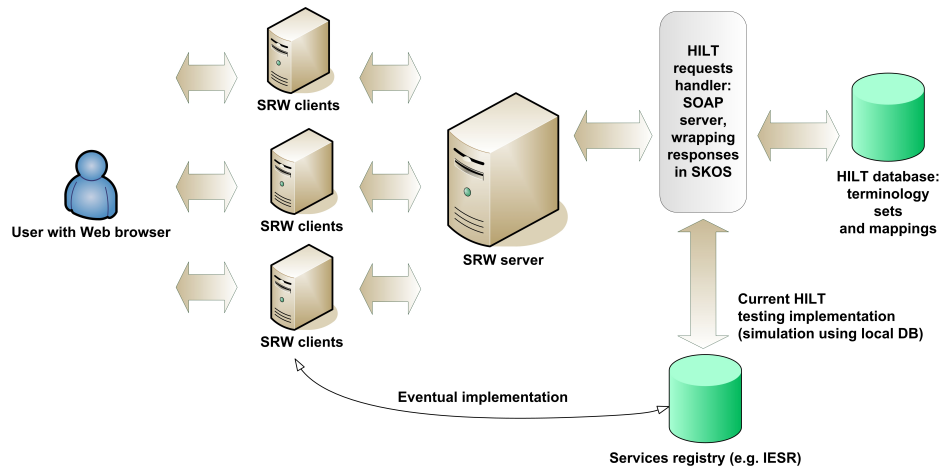 SRW clients
SRW clients
SRW clients
User with Web browser
SRW server
HILT
requests
handler:
SOAP
server,
wrapping
responses
in SKOS
HILT database:
terminology
sets
and mappings
Current HILT
testing implementation
(simulation using local DB)
Eventual implementation
Services registry (e.g. IESR)